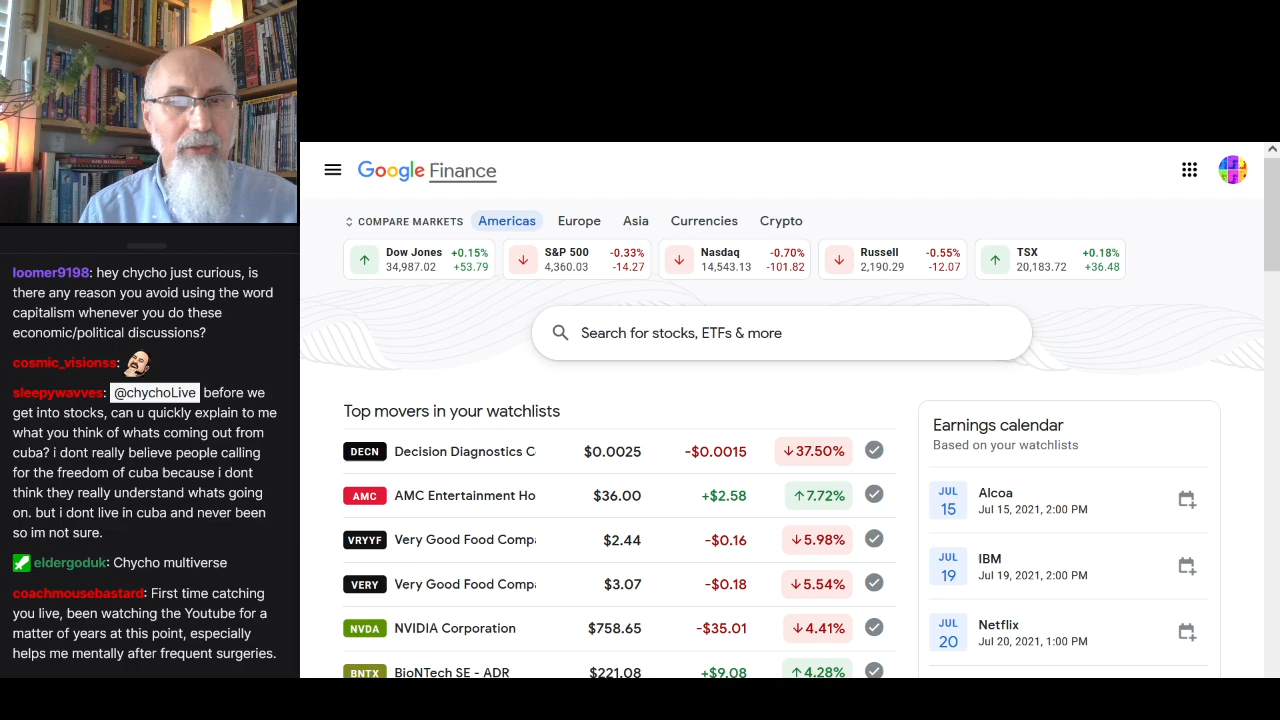 loomer9198: hey chycho just curious, is
there any reason you avoid using the word
capitalism whenever you do these
economic/political discussions?
cosmic_visionss:
sleepywavves: @chychoLive before we
get into stocks, can u quickly explain to me
what you think of whats coming out from
cuba? i dont really believe people calling
for the freedom of cuba because i dont
think they really understand whats going
on. but i dont live in cuba and never been
so im not sure.
eldergoduk: Chycho multiverse
coachmousebastard: First time catching
you live, been watching the Youtube for a
matter of years at this point, especially
helps me mentally after frequent surgeries.
Google Finance
COMPARE MARKETS Americas Europe Asia Currencies Crypto
Dow Jones +0.15% S&P 500 -0.33% Nasdaq -0.70% Russell -0.55% TSX +0.18%
34,987.02 +53.79 4,360.03 -14.27 14,543.13 -101.82 2,190.29 -12.07 20,183.72 +36.48
Search for stocks, ETFs & more
Top movers in your watchlists
DECN Decision Diagnostics C $0.0025 -$0.0015 37.50%
AMC AMC Entertainment Ho $36.00 +$2.58 7.72%
VRYYF Very Good Food Comp $2.44 -$0.16 5.98%
VERY Very Good Food Comp $3.07 -$0.18 5.54%
NVDA NVIDIA Corporation $758.65 -$35.01 4.41%
BNTX BioNTech SE - ADR $221.08 +$9.08 4.28%
Earnings calendar
Based on your watchlists
JUL 15 Alcoa
Jul 15, 2021, 2:00 PM
JUL 19 IBM
Jul 19, 2021, 2:00 PM
JUL 20 Netflix
Jul 20, 2021, 1:00 PM